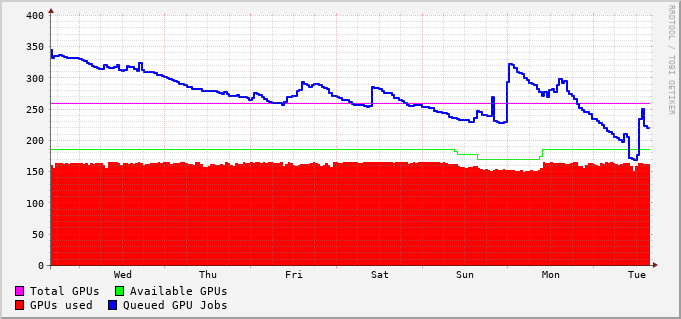 400
350
300
250
200
150
100
50
0
Wed Thu Fri Sat Sun Mon Tue
Total GPUs Available GPUs
GPUs used Queued GPU Jobs
RRDTOOL / TOBI OETIKER